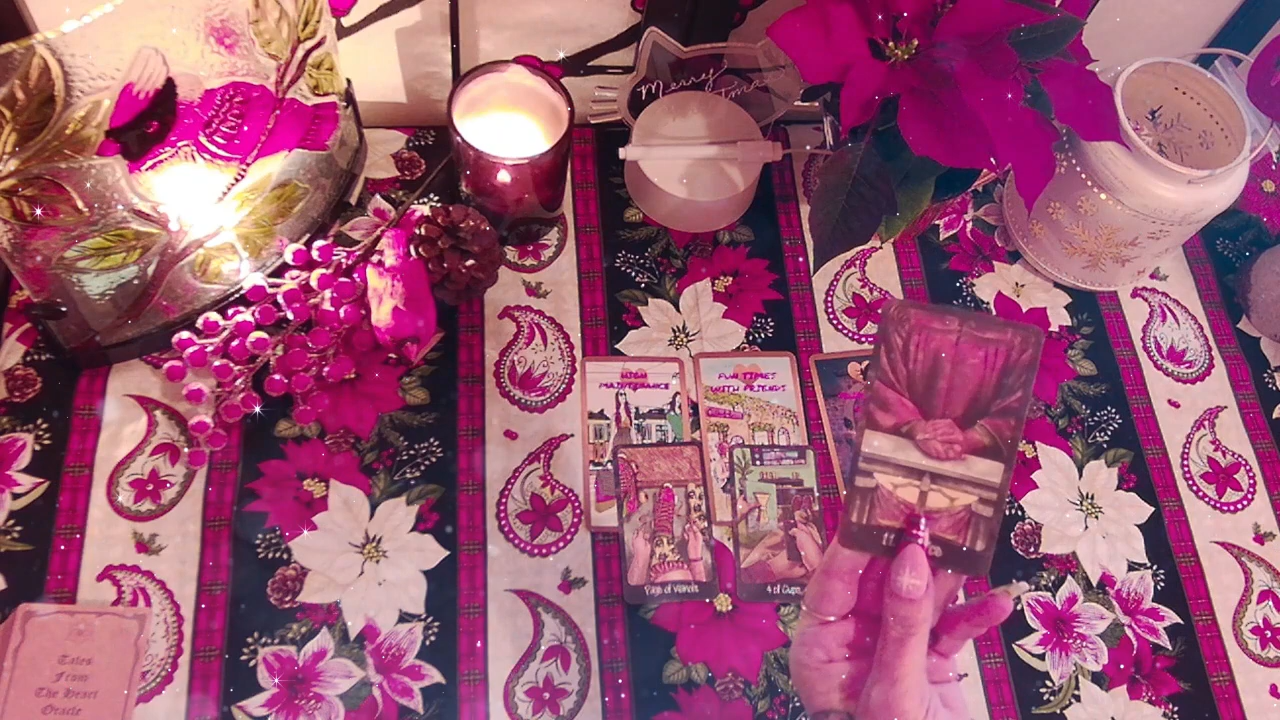 Merry
HIGH
MAINTENANCE
FUN TIMES
WITH FRIENDS
Page of Wands
4 of Cups
Tales
From
The Heart
Oracle